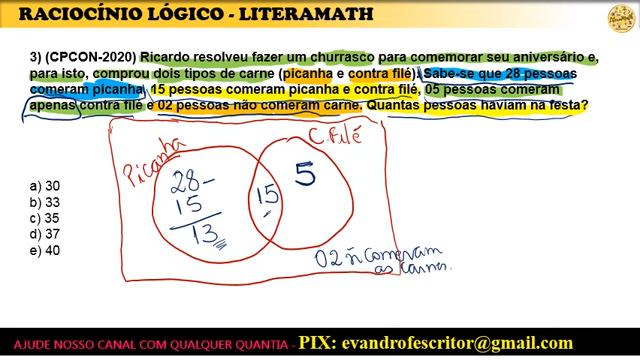 RACIOCÍNIO LÓGICO - LITERAMATH
3) (CPCON-2020) Ricardo resolveu fazer um churrasco para comemorar seu aniversário e,
para isto, comprou dois tipos de carne (picanha e contra filé). Sabe-se que 28 pessoas
comeram picanha, 15 pessoas comeram picanha e contra filé, 05 pessoas comeram
apenas contra filé e 02 pessoas não comeram carne. Quantas pessoas haviam na festa?
Picanha
C. Filé
28 -
15
13
15
5
02 ñ comeram
as carnes.
a) 30
b) 33
c) 35
d) 37
e) 40
AJUDE NOSSO CANAL COM QUALQUER QUANTIA - PIX: evandrofescritor@gmail.com